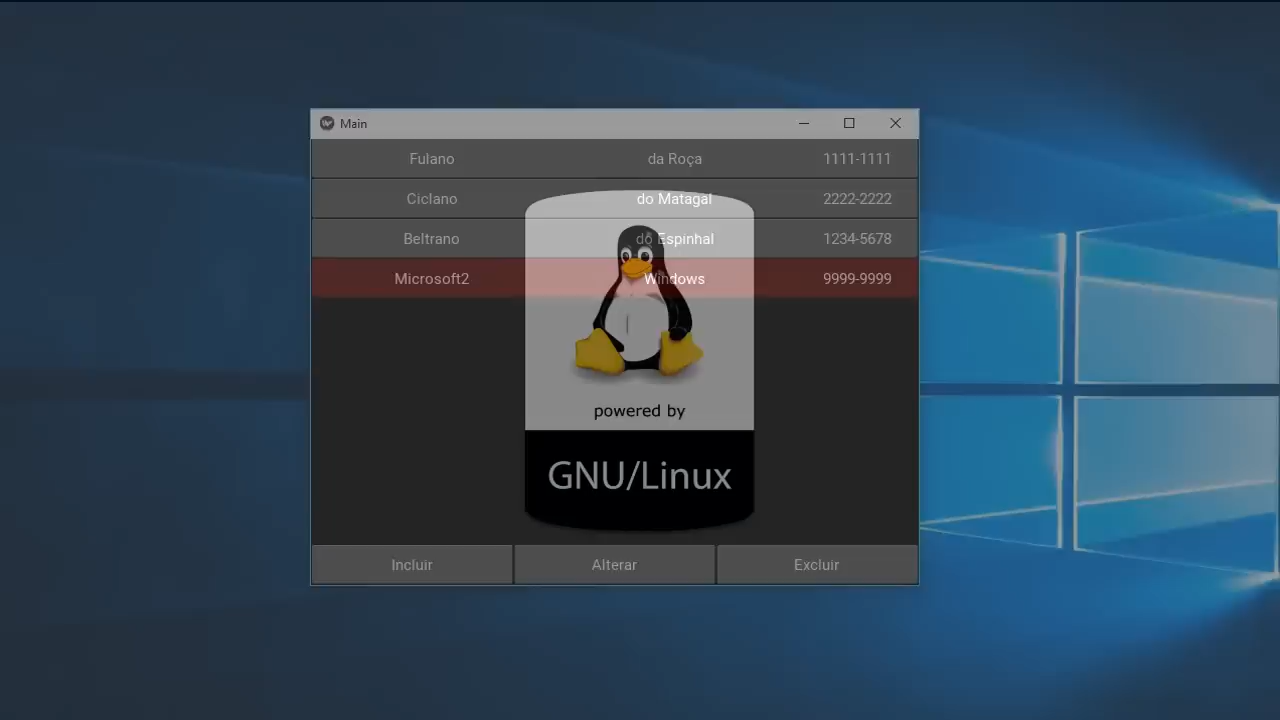 Main
Fulano da Roça 1111-1111
Ciclano do Matagal 2222-2222
Beltrano do Espinhal 1234-5678
Microsoft2 Windows 9999-9999
powered by
GNU/Linux
Incluir Alterar Excluir